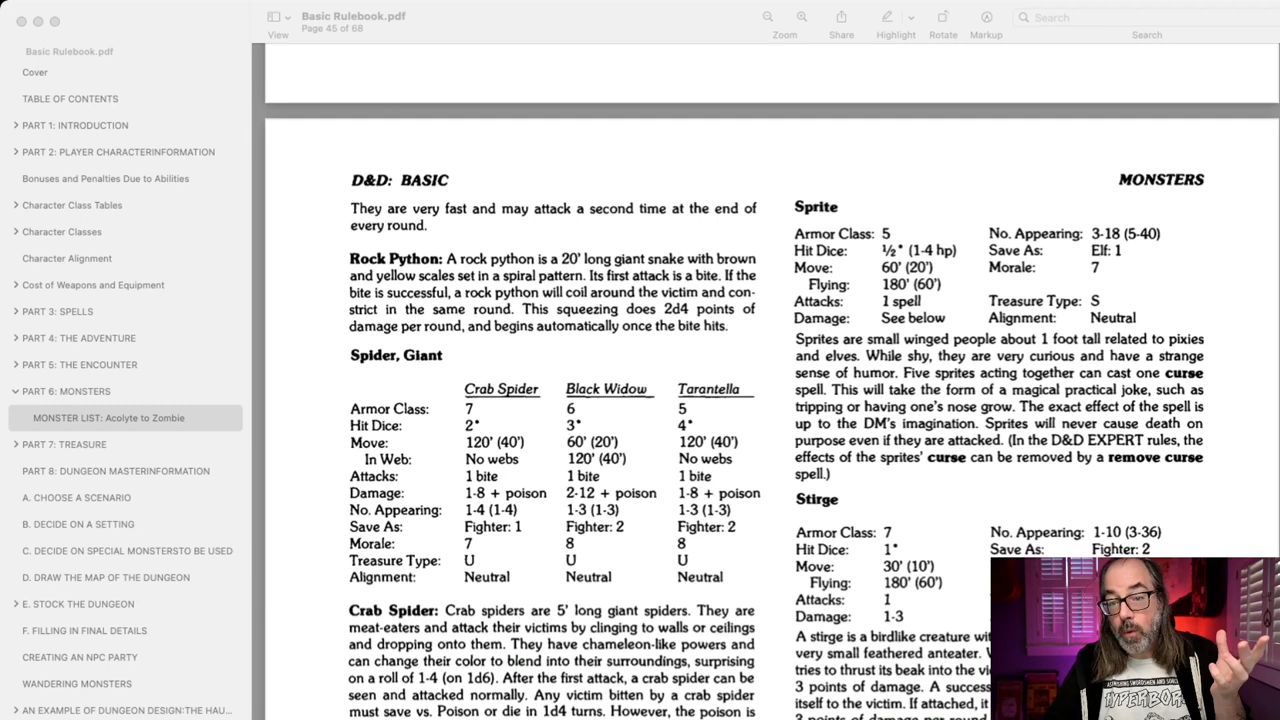 Basic Rulebook.pdf
Page 45 of 68
View
Zoom
Share
Highlight
Rotate
Markup
Search
Search
Basic Rulebook.pdf
Cover
TABLE OF CONTENTS
PART 1: INTRODUCTION
PART 2: PLAYER CHARACTERINFORMATION
Bonuses and Penalties Due to Abilities
Character Class Tables
Character Classes
Character Alignment
Cost of Weapons and Equipment
PART 3: SPELLS
PART 4: THE ADVENTURE
PART 5: THE ENCOUNTER
PART 6: MONSTERS
MONSTER LIST: Acolyte to Zombie
PART 7: TREASURE
PART 8: DUNGEON MASTERINFORMATION
A. CHOOSE A SCENARIO
B. DECIDE ON A SETTING
C. DECIDE ON SPECIAL MONSTERSTO BE USED
D. DRAW THE MAP OF THE DUNGEON
E. STOCK THE DUNGEON
F. FILLING IN FINAL DETAILS
CREATING AN NPC PARTY
WANDERING MONSTERS
AN EXAMPLE OF DUNGEON DESIGN:THE HAU...
D&D: BASIC
MONSTERS
They are very fast and may attack a second time at the end of
every round.
Rock Python: A rock python is a 20' long giant snake with brown
and yellow scales set in a spiral pattern. Its first attack is a bite. If the
bite is successful, a rock python will coil around the victim and con-
strict in the same round. This squeezing does 2d4 points of
damage per round, and begins automatically once the bite hits.
Spider, Giant
Crab Spider Black Widow Tarantella
Armor Class: 7 6 5
Hit Dice: 2* 3* 4*
Move: 120' (40') 60' (20') 120' (40')
In Web: No webs 120' (40') No webs
Attacks: 1 bite 1 bite 1 bite
Damage: 1-8 + poison 2-12 + poison 1-8 + poison
No. Appearing: 1-4 (1-4) 1-3 (1-3) 1-3 (1-3)
Save As: Fighter: 1 Fighter: 2 Fighter: 2
Morale: 7 8 8
Treasure Type: U U U
Alignment: Neutral Neutral Neutral
Crab Spider: Crab spiders are 5' long giant spiders. They are
meat-eaters and attack their victims by clinging to walls or ceilings
and dropping onto them. They have chameleon-like powers and
can change their color to blend into their surroundings, surprising
on a roll of 1-4 (on 1d6). After the first attack, a crab spider can be
seen and attacked normally. Any victim bitten by a crab spider
must save vs. Poison or die in 1d4 turns. However, the poison is
Sprite
Armor Class: 5 No. Appearing: 3-18 (5-40)
Hit Dice: ½* (1-4 hp) Save As: Elf: 1
Move: 60' (20') Morale: 7
Flying: 180' (60')
Attacks: 1 spell Treasure Type: S
Damage: See below Alignment: Neutral
Sprites are small winged people about 1 foot tall related to pixies
and elves. While shy, they are very curious and have a strange
sense of humor. Five sprites acting together can cast one curse
spell. This will take the form of a magical practical joke, such as
tripping or having one's nose grow. The exact effect of the spell is
up to the DM's imagination. Sprites will never cause death on
purpose even if they are attacked. (In the D&D EXPERT rules, the
effects of the sprites' curse can be removed by a remove curse
spell.)
Stirge
Armor Class: 7 No. Appearing: 1-10 (3-36)
Hit Dice: 1* Save As: Fighter: 2
Move: 30' (10')
Flying: 180' (60')
Attacks: 1
Damage: 1-3
A stirge is a birdlike creature wit
very small feathered anteater.
tries to thrust its beak into the vi
3 points of damage. A success
itself to the victim. If attached, it
3 points of damage per round